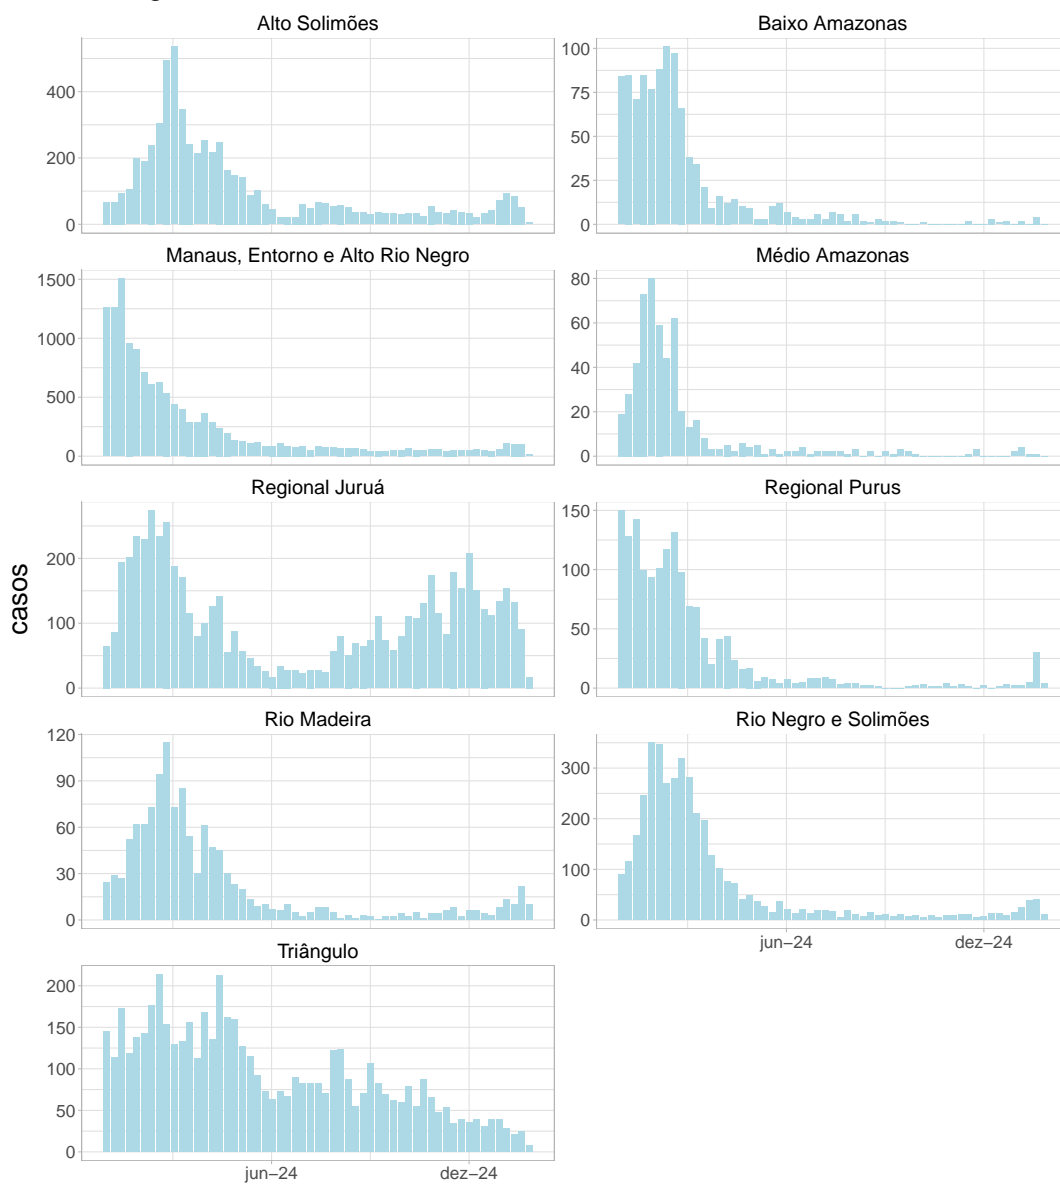 Alto Solimões
Baixo Amazonas
400
200
0
100
75
50
25
0
Manaus, Entorno e Alto Rio Negro
Médio Amazonas
1500
1000
500
0
80
60
40
20
0
Regional Juruá
Regional Purus
200
100
0
150
100
50
0
casos
Rio Madeira
Rio Negro e Solimões
120
90
60
30
0
300
200
100
0
jun−24
dez−24
Triângulo
200
150
100
50
0
jun−24
dez−24